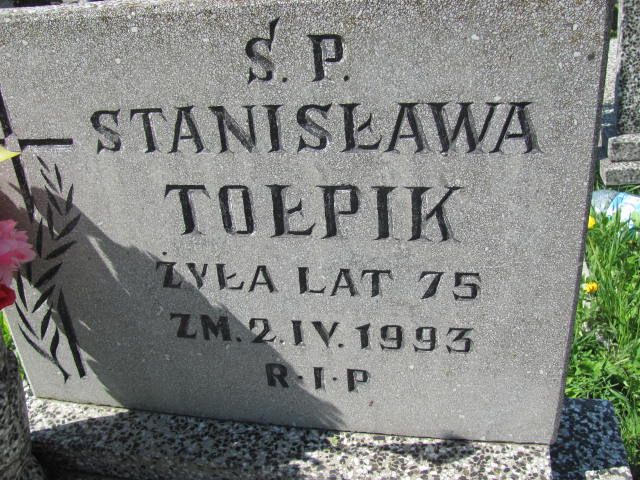 Ś. P.
STANISŁAWA
TOŁPIK
ŻYŁA LAT 75
ZM. 2. IV. 1993
R·I·P